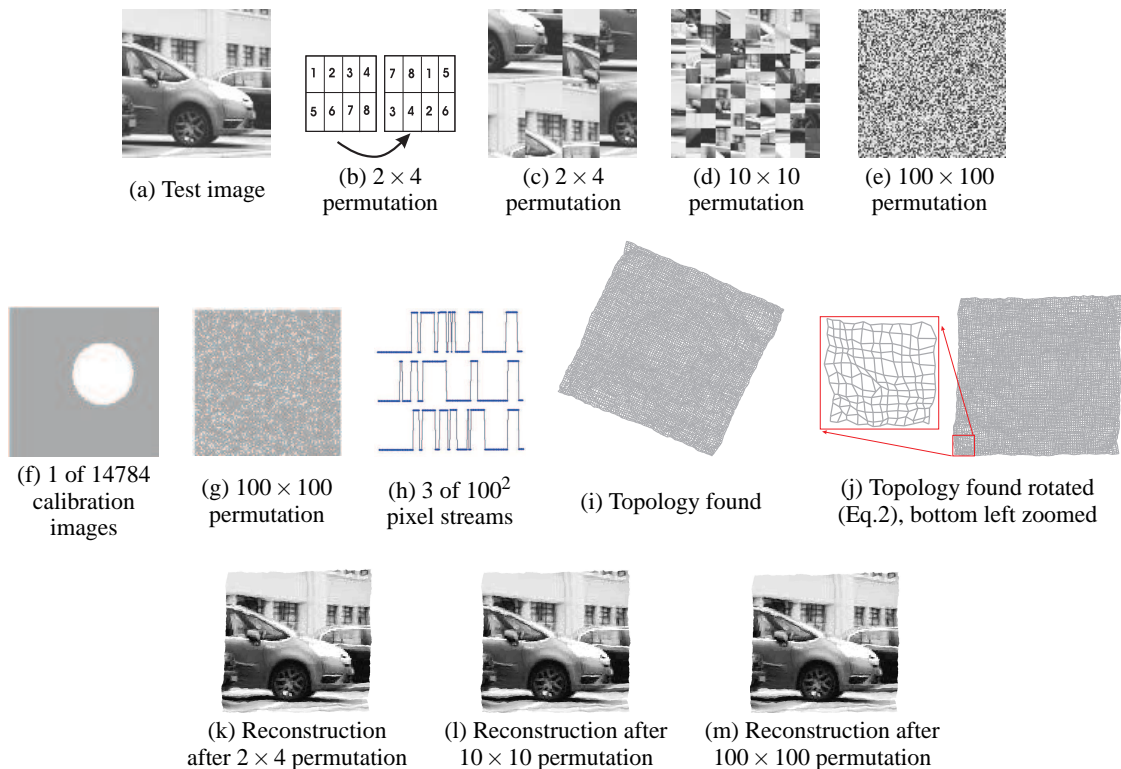 1 2 3 4 7 8 1 5
5 6 7 8 3 4 2 6
(a) Test image
(b) 2 × 4
permutation
(c) 2 × 4
permutation
(d) 10 × 10
permutation
(e) 100 × 100
permutation
(f) 1 of 14784
calibration
images
(g) 100 × 100
permutation
(h) 3 of 100²
pixel streams
(i) Topology found
(j) Topology found rotated
(Eq.2), bottom left zoomed
(k) Reconstruction
after 2 × 4 permutation
(l) Reconstruction after
10 × 10 permutation
(m) Reconstruction after
100 × 100 permutation